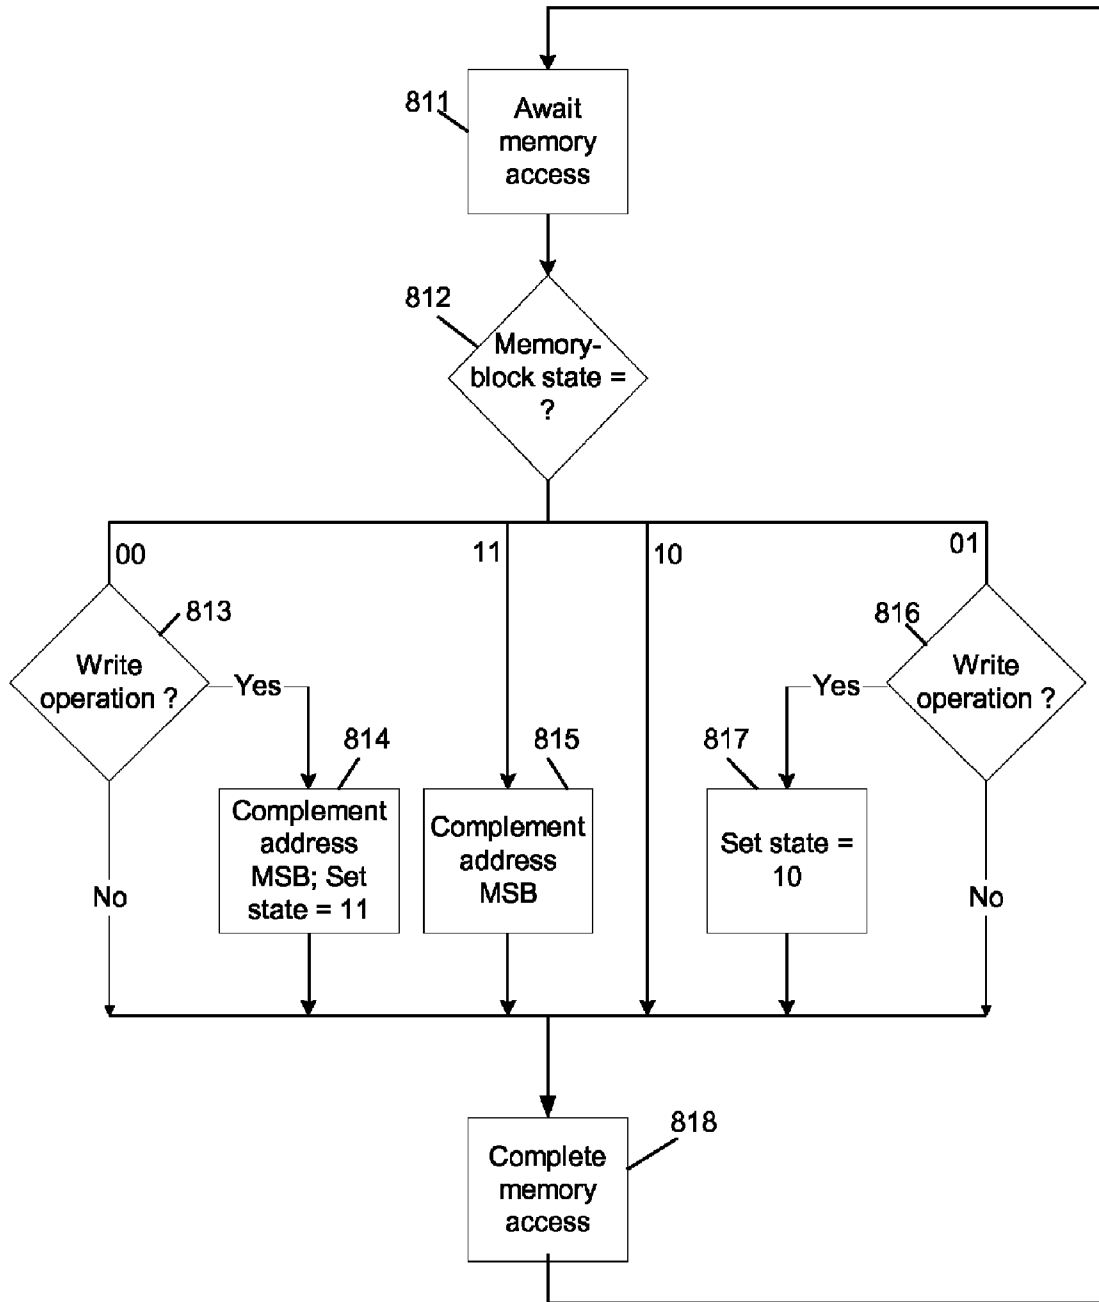 811
Await
memory
access
812
Memory-
block state =
?
00
11
10
01
813
Write
operation ?
Yes
816
Write
operation ?
Yes
814
Complement
address
MSB; Set
state = 11
815
Complement
address
MSB
817
Set state =
10
No
No
818
Complete
memory
access